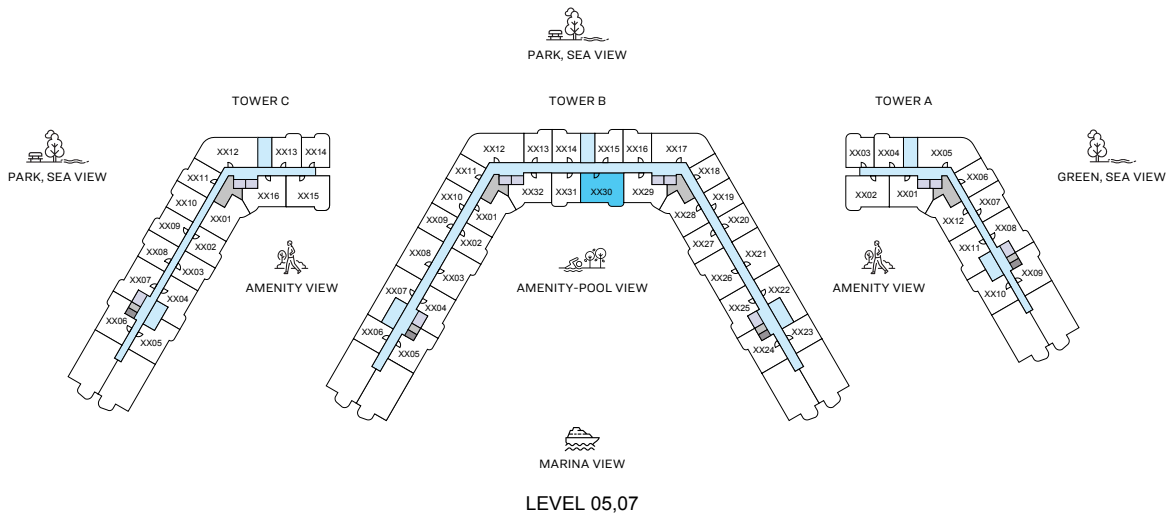 PARK, SEA VIEW
TOWER C
TOWER B
TOWER A
PARK, SEA VIEW
GREEN, SEA VIEW
XX12
XX13
XX14
XX11
XX10
XX09
XX08
XX07
XX06
XX16
XX15
XX01
XX02
XX03
XX04
XX05
XX12
XX13
XX14
XX15
XX16
XX17
XX11
XX10
XX09
XX08
XX07
XX06
XX32
XX31
XX30
XX29
XX01
XX02
XX03
XX04
XX05
XX18
XX19
XX20
XX21
XX22
XX23
XX28
XX27
XX26
XX25
XX24
XX03
XX04
XX05
XX02
XX01
XX06
XX07
XX08
XX09
XX12
XX11
XX10
AMENITY VIEW
AMENITY-POOL VIEW
AMENITY VIEW
MARINA VIEW
LEVEL 05,07